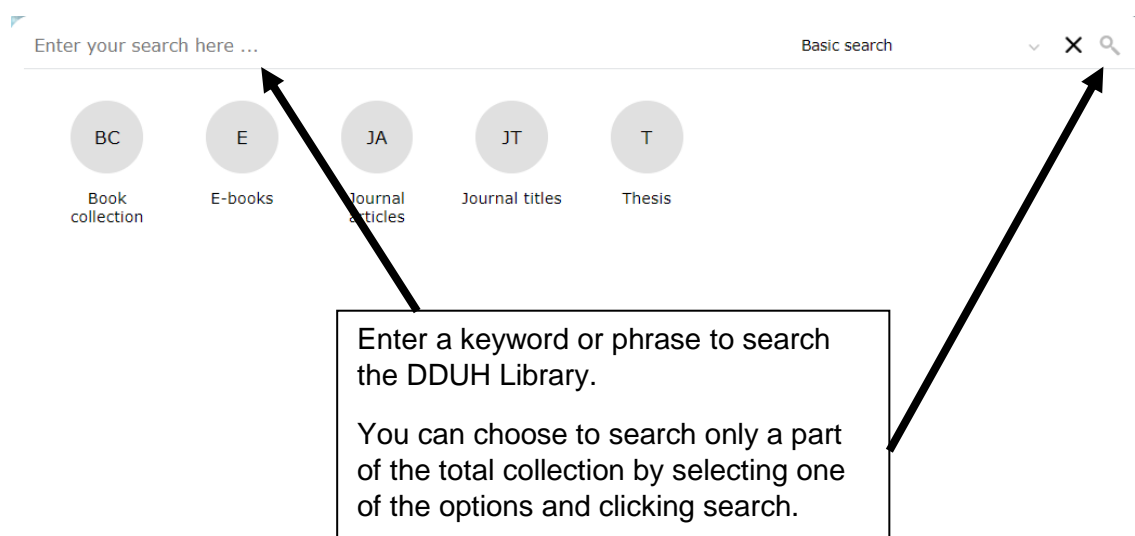 Enter your search here ...
Basic search
BC
E
JA
JT
T
Book
collection
E-books
Journal
articles
Journal titles
Thesis
Enter a keyword or phrase to search
the DDUH Library.
You can choose to search only a part
of the total collection by selecting one
of the options and clicking search.